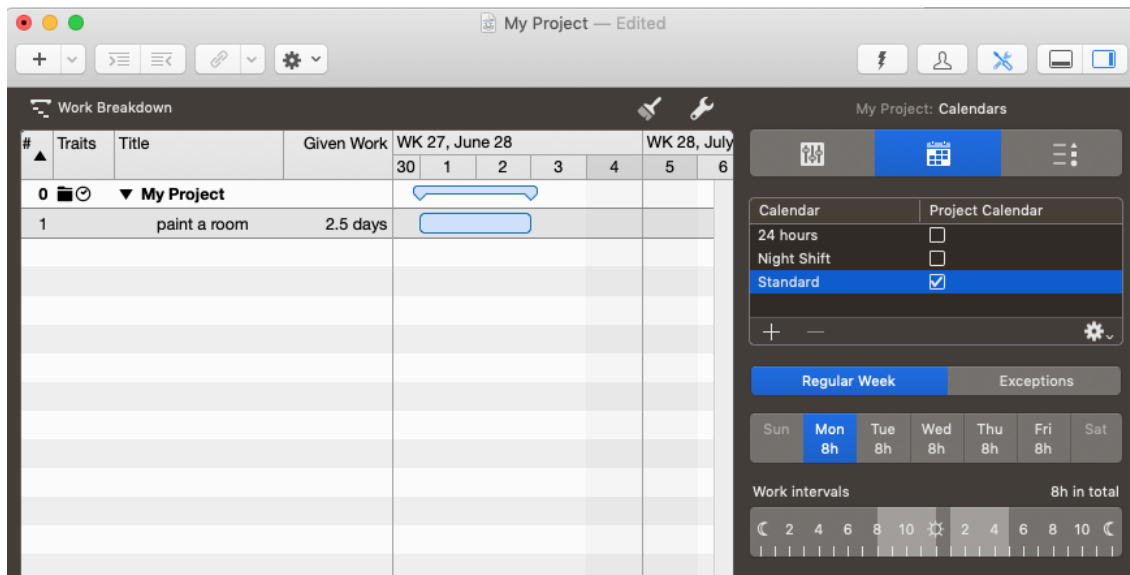 My Project — Edited
Work Breakdown
My Project: Calendars
# Traits Title Given Work WK 27, June 28 WK 28, July
30 1 2 3 4 5 6
0 My Project
1 paint a room 2.5 days
Calendar Project Calendar
24 hours
Night Shift
Standard
Regular Week Exceptions
Sun Mon Tue Wed Thu Fri Sat
8h 8h 8h 8h 8h
Work intervals 8h in total
2 4 6 8 10 2 4 6 8 10